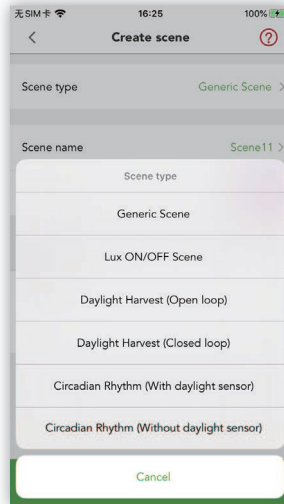 无SIM卡 16:25 100%
Create scene
Scene type Generic Scene
Scene name Scene11
Scene type
Generic Scene
Lux ON/OFF Scene
Daylight Harvest (Open loop)
Daylight Harvest (Closed loop)
Circadian Rhythm (With daylight sensor)
Circadian Rhythm (Without daylight sensor)
Cancel